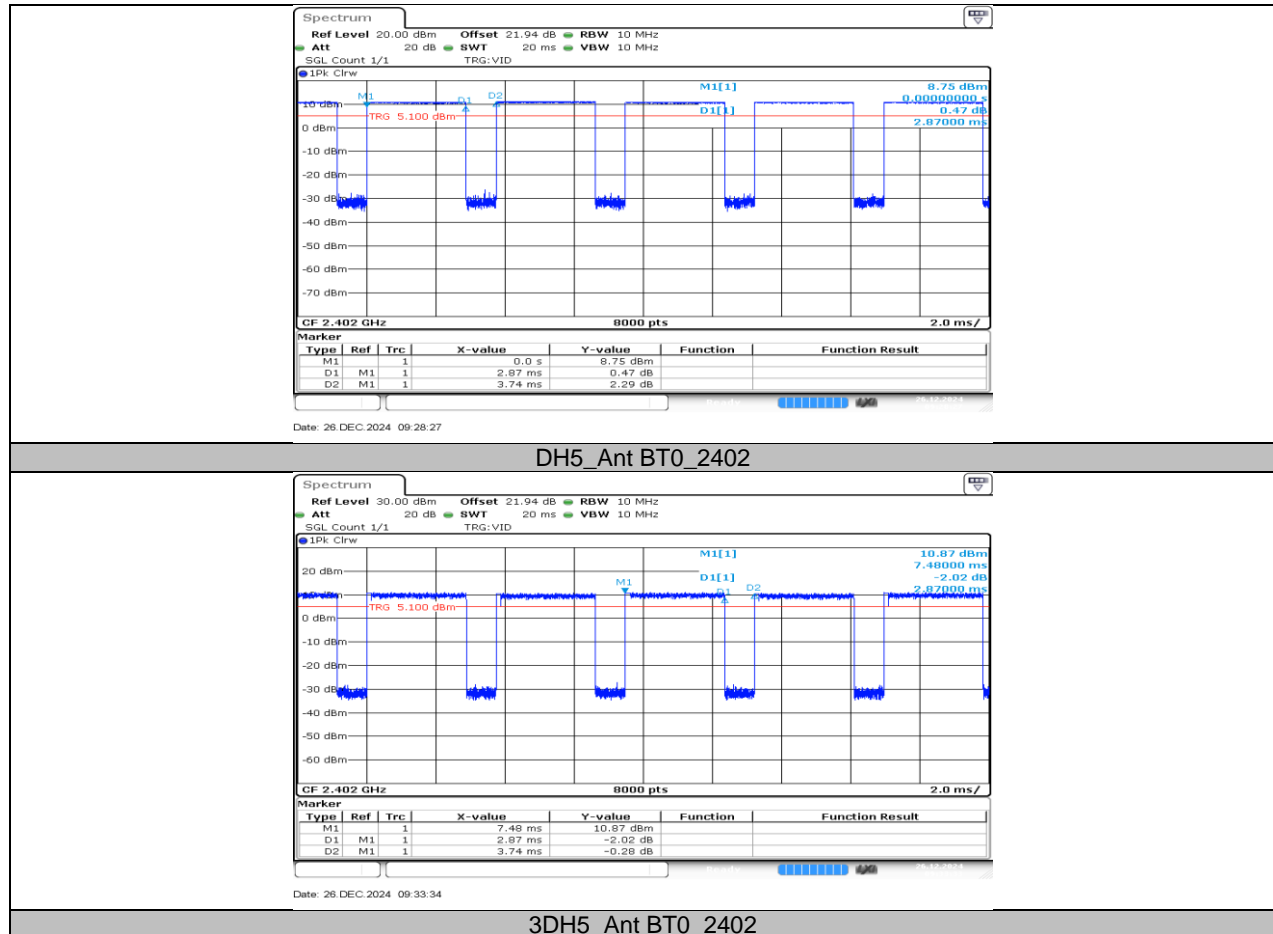 Spectrum
Ref Level 20.00 dBm Offset 21.94 dB RBW 10 MHz
Att 20 dB SWT 20 ms VBW 10 MHz
SGL Count 1/1 TRG:VID
1Pk Clrw
M1[1] 8.75 dBm
0.00000000 s
D1[1] 0.47 dB
2.87000 ms
M1 D1 D2
10 dBm
TRG 5.100 dBm
0 dBm
-10 dBm
-20 dBm
-30 dBm
-40 dBm
-50 dBm
-60 dBm
-70 dBm
CF 2.402 GHz 8000 pts 2.0 ms/
Marker
Type Ref Trc X-value Y-value Function Function Result
M1 1 0.0 s 8.75 dBm
D1 M1 1 2.87 ms 0.47 dB
D2 M1 1 3.74 ms 2.29 dB
Date: 26.DEC.2024 09:28:27
DH5_Ant BT0_2402
Spectrum
Ref Level 30.00 dBm Offset 21.94 dB RBW 10 MHz
Att 20 dB SWT 20 ms VBW 10 MHz
SGL Count 1/1 TRG:VID
1Pk Clrw
M1[1] 10.87 dBm
7.48000 ms
20 dBm D1[1] -2.02 dB
2.87000 ms
M1 D1 D2
TRG 5.100 dBm
0 dBm
-10 dBm
-20 dBm
-30 dBm
-40 dBm
-50 dBm
-60 dBm
CF 2.402 GHz 8000 pts 2.0 ms/
Marker
Type Ref Trc X-value Y-value Function Function Result
M1 1 7.48 ms 10.87 dBm
D1 M1 1 2.87 ms -2.02 dB
D2 M1 1 3.74 ms -0.28 dB
Date: 26.DEC.2024 09:33:34
3DH5_Ant BT0_2402